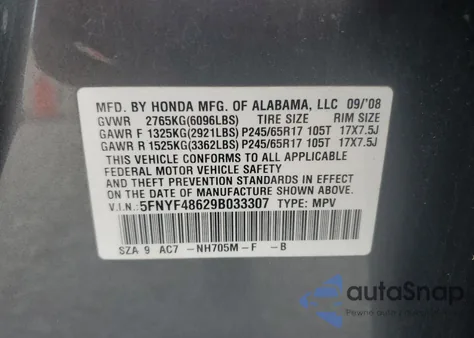 MFD. BY HONDA MFG. OF ALABAMA, LLC 09/'08
GVWR 2765KG(6096LBS) TIRE SIZE RIM SIZE
GAWR F 1325KG(2921LBS) P245/65R17 105T 17X7.5J
GAWR R 1525KG(3362LBS) P245/65R17 105T 17X7.5J
THIS VEHICLE CONFORMS TO ALL APPLICABLE
FEDERAL MOTOR VEHICLE SAFETY
STANDARDS IN EFFECT
ON THE DATE OF MANUFACTURE SHOWN ABOVE.
V.I.N.: 5FNYF48629B033307 TYPE: MPV
SZA 9 AC7 -NH705M-F -B
autoSnap